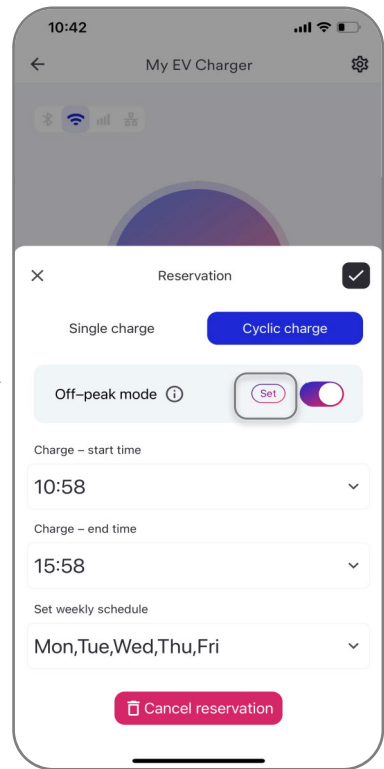 10:42
My EV Charger
Reservation
Single charge
Cyclic charge
Off-peak mode
Set
Charge – start time
10:58
Charge – end time
15:58
Set weekly schedule
Mon,Tue,Wed,Thu,Fri
Cancel reservation